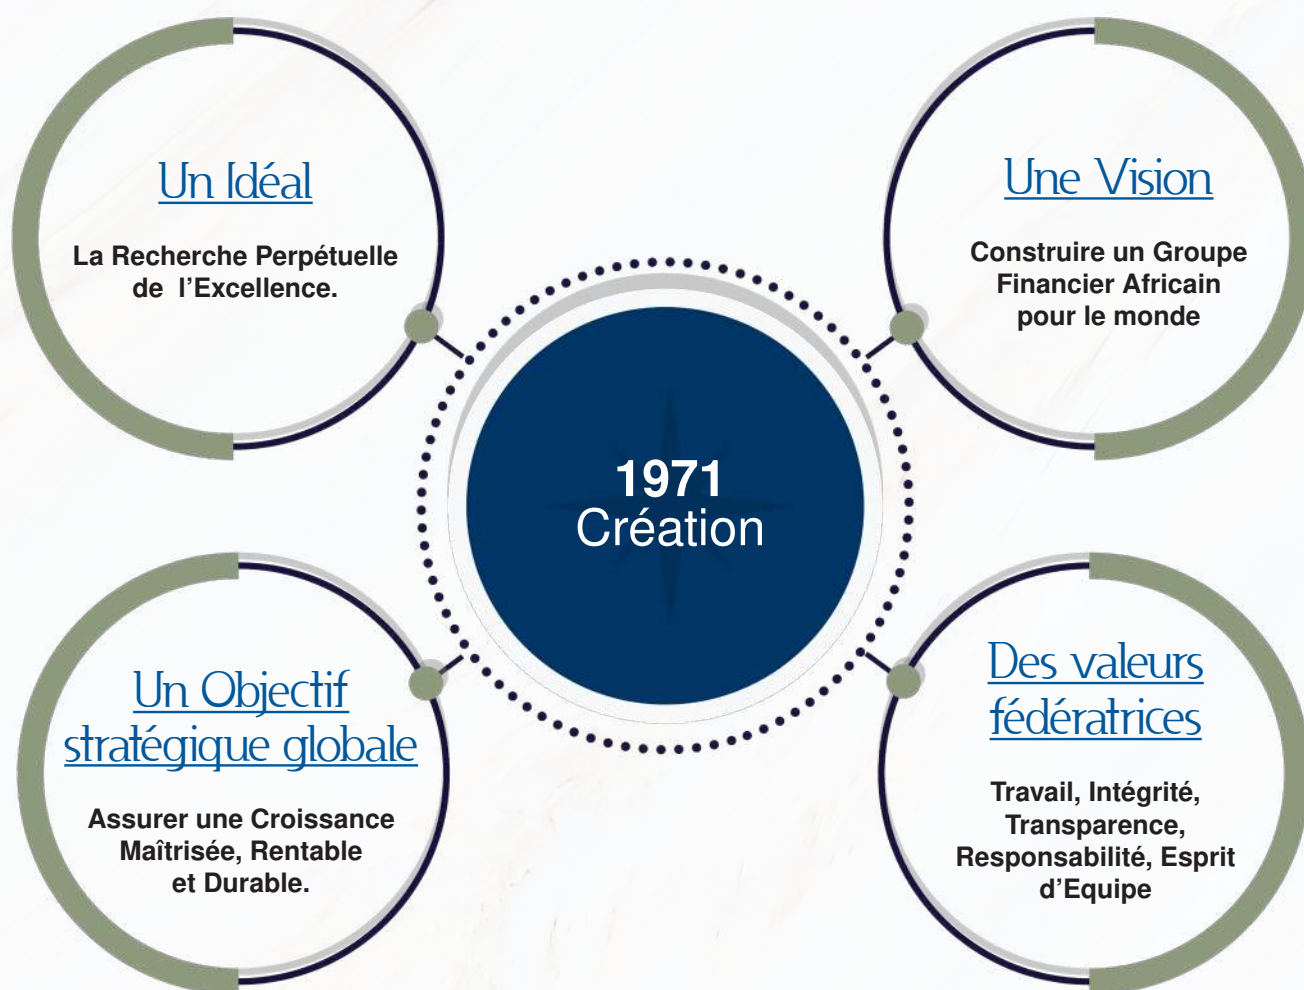 Un Idéal
La Recherche Perpétuelle
de l’Excellence.
Une Vision
Construire un Groupe
Financier Africain
pour le monde
1971
Création
Un Objectif
stratégique globale
Assurer une Croissance
Maîtrisée, Rentable
et Durable.
Des valeurs
fédératrices
Travail, Intégrité,
Transparence,
Responsabilité, Esprit
d’Equipe